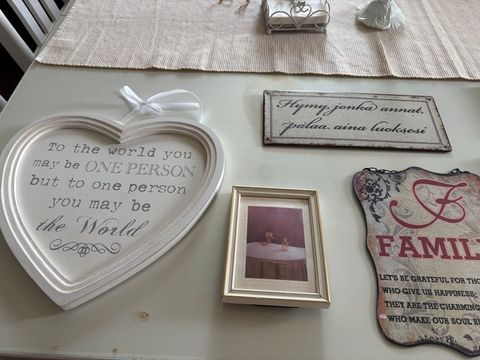 To the world you
may be ONE PERSON
but to one person
you may be
the World
Hymy, jonka annat,
palaa aina luoksesi
F
FAMIL
LET'S BE GRATEFUL FOR
WHO GIVE US HAPPINESS;
THEY ARE THE CHARMING
WHO MAKE OUR SOUL